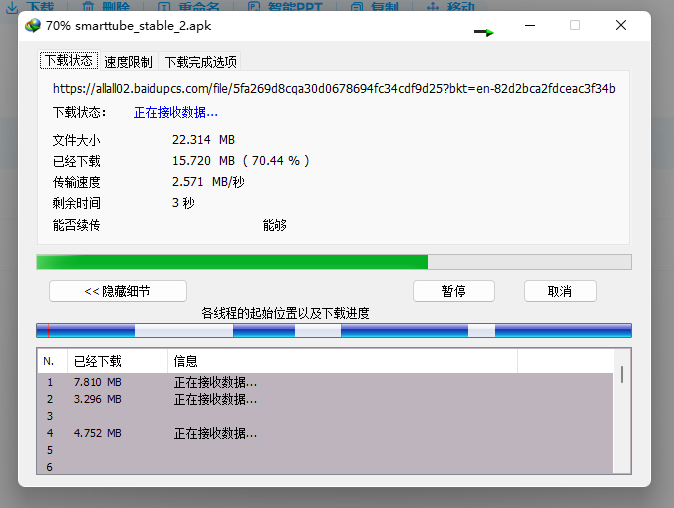 下载 删除 重命名 智能PPT 复制 移动
70% smarttube_stable_2.apk
下载状态 速度限制 下载完成选项
https://allall02.baidupcs.com/file/5fa269d8cqa30d0678694fc34cdf9d25?bkt=en-82d2bca2fdceac3f34b
下载状态： 正在接收数据...
文件大小 22.314 MB
已经下载 15.720 MB ( 70.44 % )
传输速度 2.571 MB/秒
剩余时间 3 秒
能否续传 能够
<< 隐藏细节 暂停 取消
各线程的起始位置以及下载进度
N. 已经下载 信息
1 7.810 MB 正在接收数据...
2 3.296 MB 正在接收数据...
3
4 4.752 MB 正在接收数据...
5
6